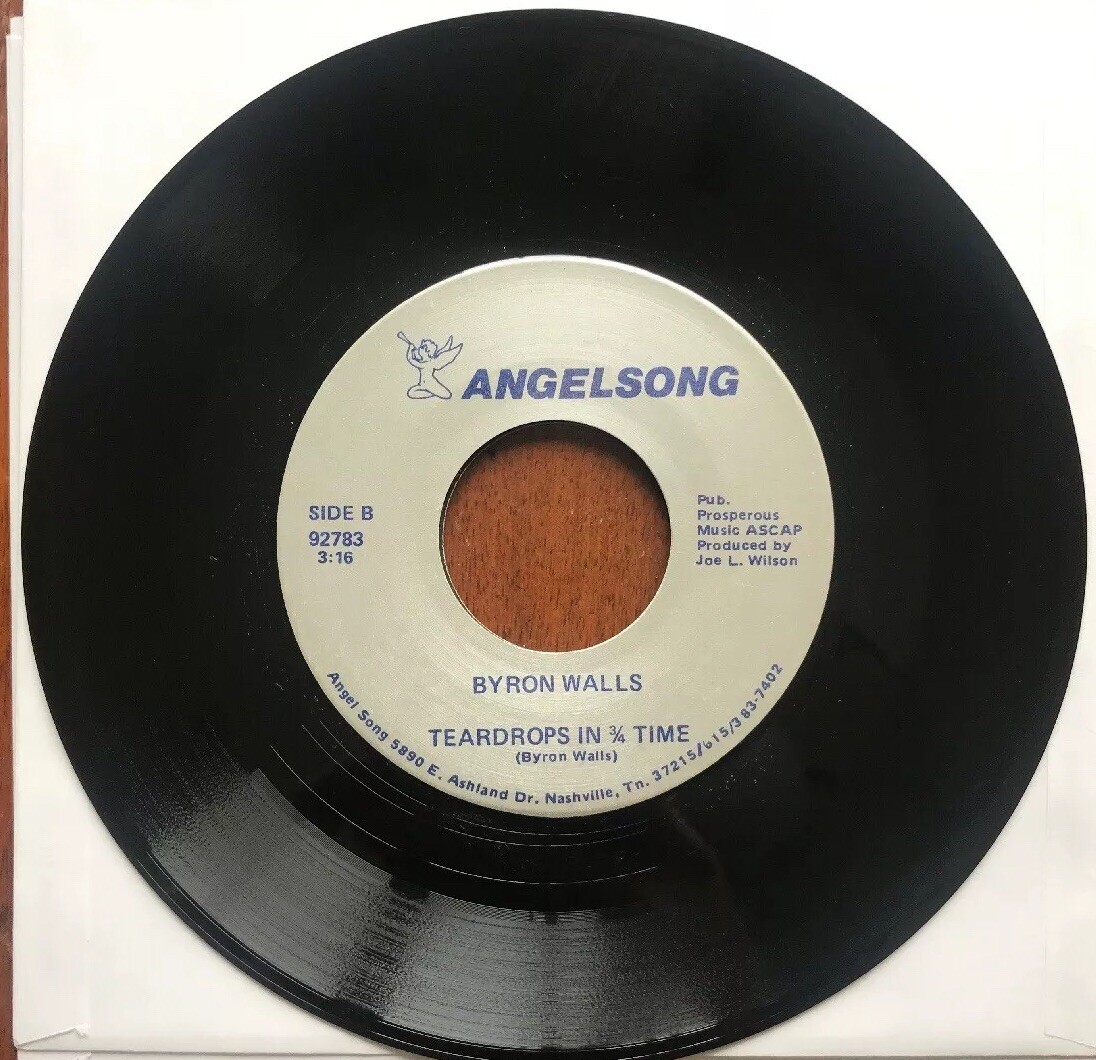 ANGELSONG
SIDE B
92783
3:16
Pub.
Prosperous
Music ASCAP
Produced by
Joe L. Wilson
BYRON WALLS
TEARDROPS IN ¾ TIME
(Byron Walls)
Angel Song 5890 E. Ashland Dr. Nashville, Tn. 37215/615/383-7402